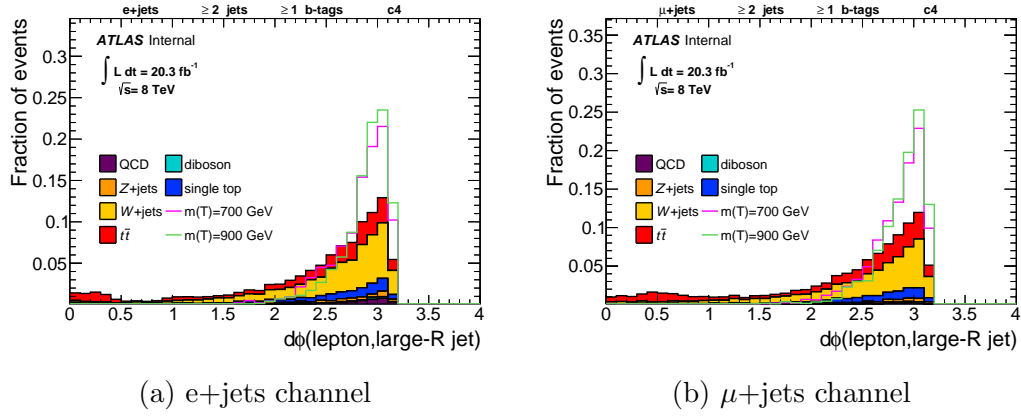 e+jets ≥ 2 jets ≥ 1 b-tags c4
ATLAS Internal
∫ L dt = 20.3 fb⁻¹
√s= 8 TeV
Fraction of events
0.35
0.3
0.25
0.2
0.15
0.1
0.05
QCD diboson
Z+jets single top
W+jets m(T)=700 GeV
tt̄ m(T)=900 GeV
0 0.5 1 1.5 2 2.5 3 3.5 4
dϕ(lepton,large-R jet)
(a) e+jets channel
μ+jets ≥ 2 jets ≥ 1 b-tags c4
ATLAS Internal
∫ L dt = 20.3 fb⁻¹
√s= 8 TeV
Fraction of events
0.35
0.3
0.25
0.2
0.15
0.1
0.05
QCD diboson
Z+jets single top
W+jets m(T)=700 GeV
tt̄ m(T)=900 GeV
0 0.5 1 1.5 2 2.5 3 3.5 4
dϕ(lepton,large-R jet)
(b) μ+jets channel